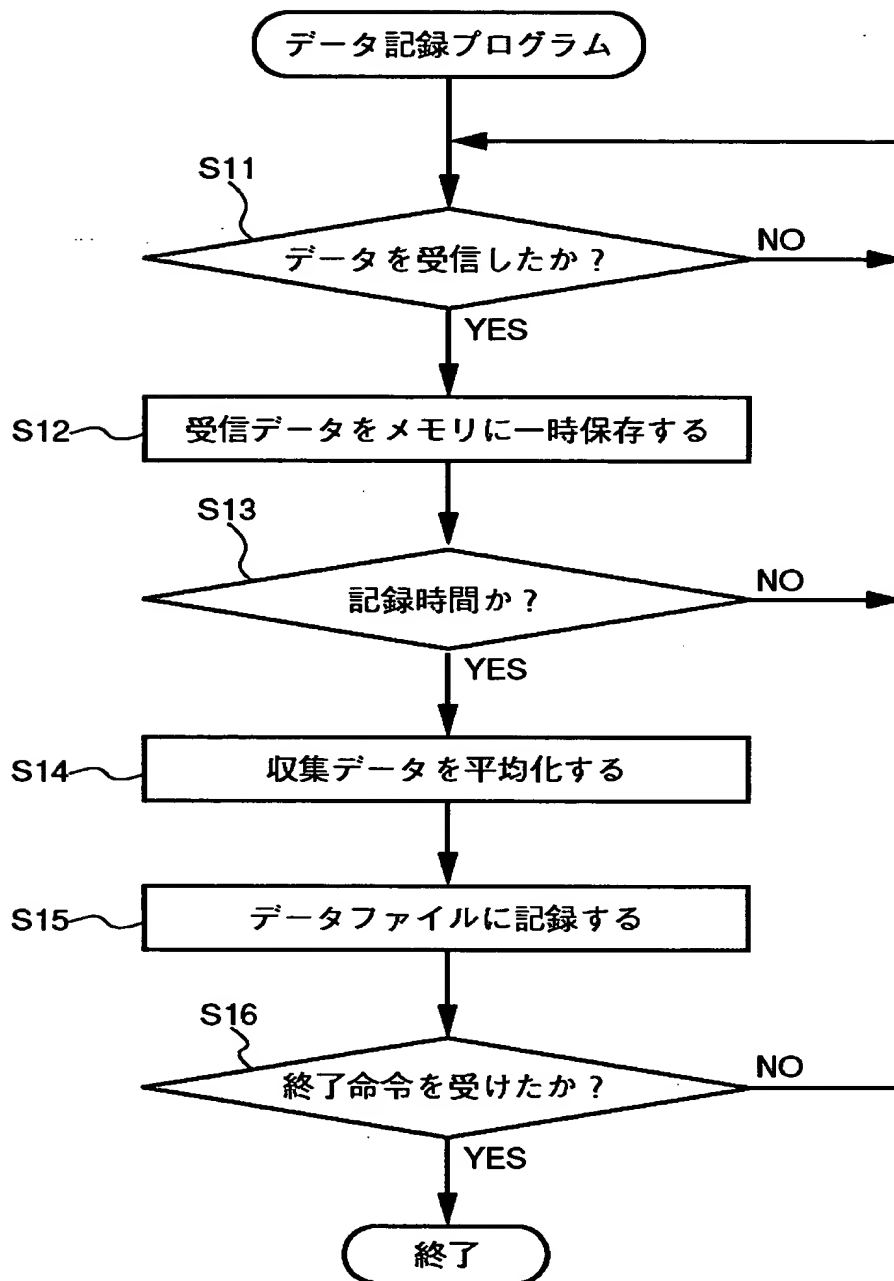 データ記録プログラム
S11
データを受信したか？
NO
YES
S12
受信データをメモリに一時保存する
S13
記録時間か？
NO
YES
S14
収集データを平均化する
S15
データファイルに記録する
S16
終了命令を受けたか？
NO
YES
終了